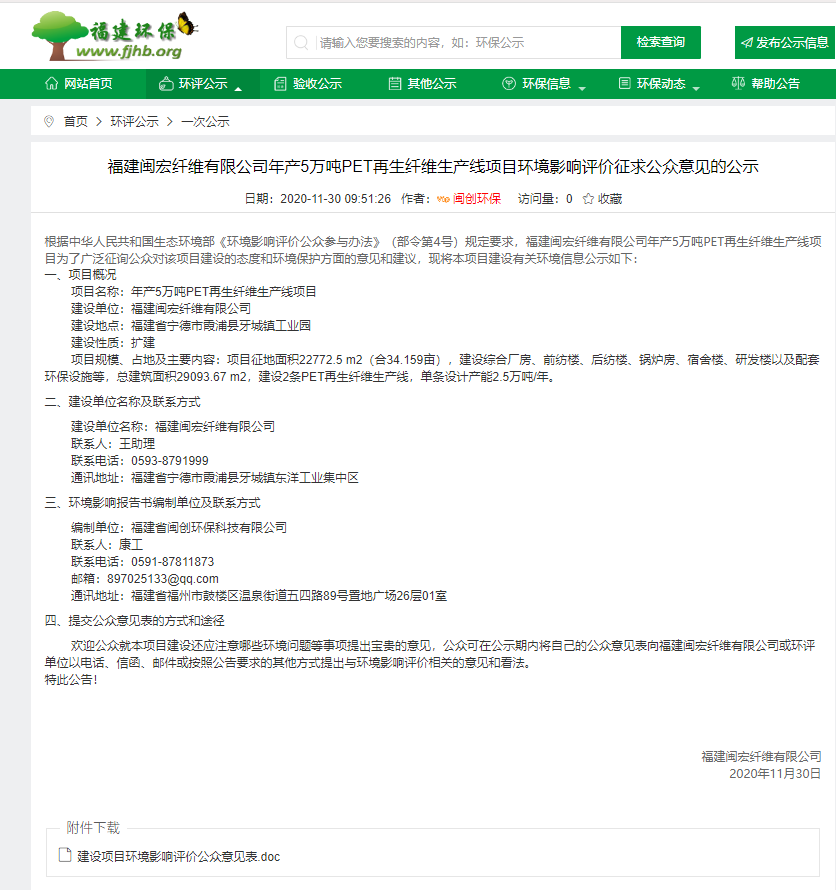 福建环保
www.fjhb.org
请输入您要搜索的内容，如：环保公示
检索查询
发布公示信息
网站首页 环评公示 验收公示 其他公示 环保信息 环保动态 帮助公告
首页 > 环评公示 > 一次公示
福建闽宏纤维有限公司年产5万吨PET再生纤维生产线项目环境影响评价征求公众意见的公示
日期：2020-11-30 09:51:26 作者：闽创环保 访问量：0 收藏
根据中华人民共和国生态环境部《环境影响评价公众参与办法》（部令第4号）规定要求，福建闽宏纤维有限公司年产5万吨PET再生纤维生产线项
目为了广泛征询公众对该项目建设的态度和环境保护方面的意见和建议，现将本项目建设有关环境信息公示如下：
一、项目概况
项目名称：年产5万吨PET再生纤维生产线项目
建设单位：福建闽宏纤维有限公司
建设地点：福建省宁德市霞浦县牙城镇工业园
建设性质：扩建
项目规模、占地及主要内容：项目征地面积22772.5 m2（合34.159亩），建设综合厂房、前纺楼、后纺楼、锅炉房、宿舍楼、研发楼以及配套
环保设施等，总建筑面积29093.67 m2，建设2条PET再生纤维生产线，单条设计产能2.5万吨/年。
二、建设单位名称及联系方式
建设单位名称：福建闽宏纤维有限公司
联系人：王助理
联系电话：0593-8791999
通讯地址：福建省宁德市霞浦县牙城镇东洋工业集中区
三、环境影响报告书编制单位及联系方式
编制单位：福建省闽创环保科技有限公司
联系人：康工
联系电话：0591-87811873
邮箱：897025133@qq.com
通讯地址：福建省福州市鼓楼区温泉街道五四路89号置地广场26层01室
四、提交公众意见表的方式和途径
欢迎公众就本项目建设还应注意哪些环境问题等事项提出宝贵的意见，公众可在公示期内将自己的公众意见表向福建闽宏纤维有限公司或环评
单位以电话、信函、邮件或按照公告要求的其他方式提出与环境影响评价相关的意见和看法。
特此公告！
福建闽宏纤维有限公司
2020年11月30日
附件下载
建设项目环境影响评价公众意见表.doc